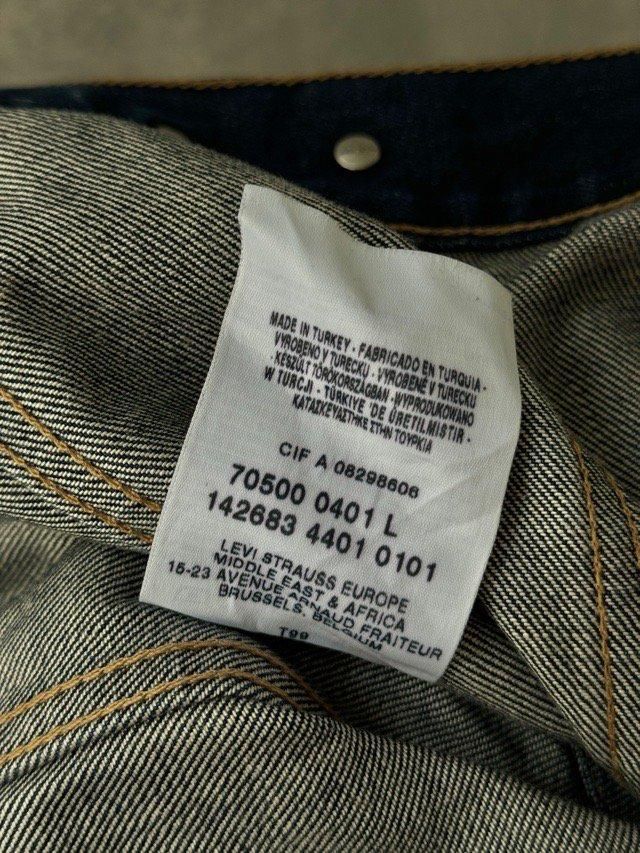 MADE IN TURKEY - FABRICADO EN TURQUIA -
VYROBENO V TURECKU - VYROBENÉ V TURECKU
- KÉSZÜLT TÖRÖKORSZÁGBAN - WYPRODUKOWANO
W TURCJI - TÜRKIYE 'DE ÜRETILMISTIR -
ΚΑΤΑΣΚΕΥΑΣΤΗΚΕ ΣΤΗΝ ΤΟΥΡΚΙΑ
CIF A 08298606
70500 0401 L
142683 4401 0101
LEVI STRAUSS EUROPE
MIDDLE EAST & AFRICA
15-23 AVENUE ARNAUD FRAITEUR
BRUSSELS, BELGIUM
T99